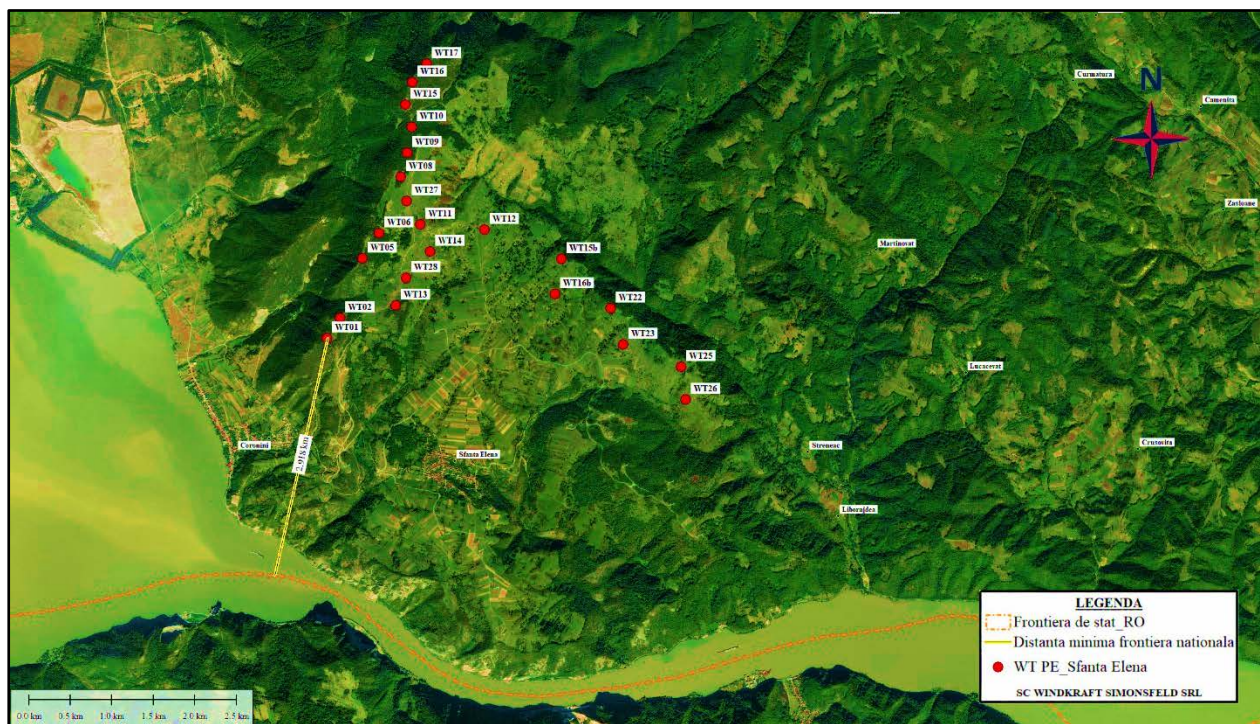 WT17
WT16
WT15
WT10
WT09
WT08
WT27
WT06
WT11
WT12
WT05
WT14
WT15b
WT28
WT16b
WT13
WT22
WT02
WT01
WT23
WT25
WT26
N
Curmatura
Camenita
Zasloane
Martinovat
Lucacevat
Crusovita
Strenesc
Liborajdea
Coronini
Sfanta Elena
2.918 km
0.0 km 0.5 km 1.0 km 1.5 km 2.0 km 2.5 km
LEGENDA
Frontiera de stat_RO
Distanta minima frontiera nationala
WT PE_Sfanta Elena
SC WINDKRAFT SIMONSFELD SRL